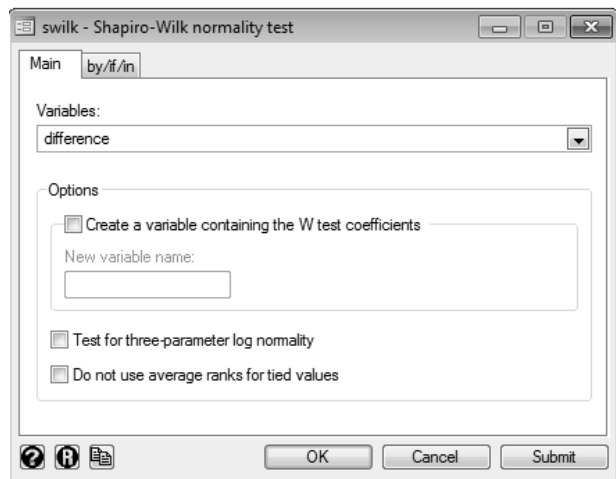 swilk - Shapiro-Wilk normality test
Main by/if/in
Variables:
difference
Options
Create a variable containing the W test coefficients
New variable name:
Test for three-parameter log normality
Do not use average ranks for tied values
? R OK Cancel Submit